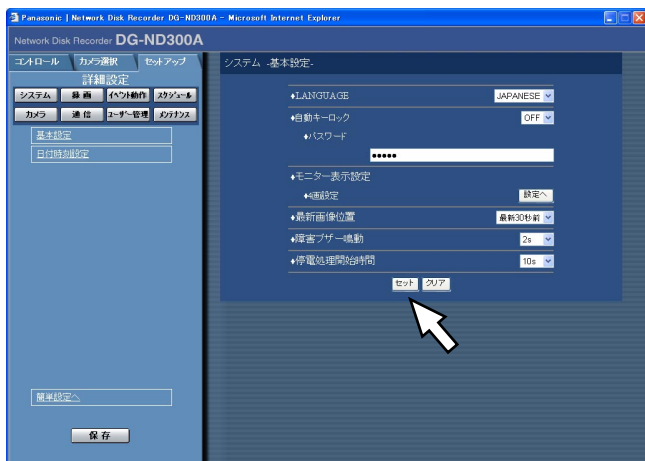 Panasonic | Network Disk Recorder DG-ND300A - Microsoft Internet Explorer
Network Disk Recorder DG-ND300A
コントロール カメラ選択 セットアップ
詳細設定
システム 録画 イベント動作 スケジュール
カメラ 通信 ユーザー管理 メンテナンス
基本設定
日付時刻設定
簡単設定へ
保存
システム -基本設定-
♦LANGUAGE JAPANESE
♦自動キーロック OFF
♦パスワード
●●●●●
♦モニター表示設定
♦4画設定 設定へ
♦最新画像位置 最新30秒前
♦障害ブザー鳴動 2s
♦停電処理開始時間 10s
セット クリア